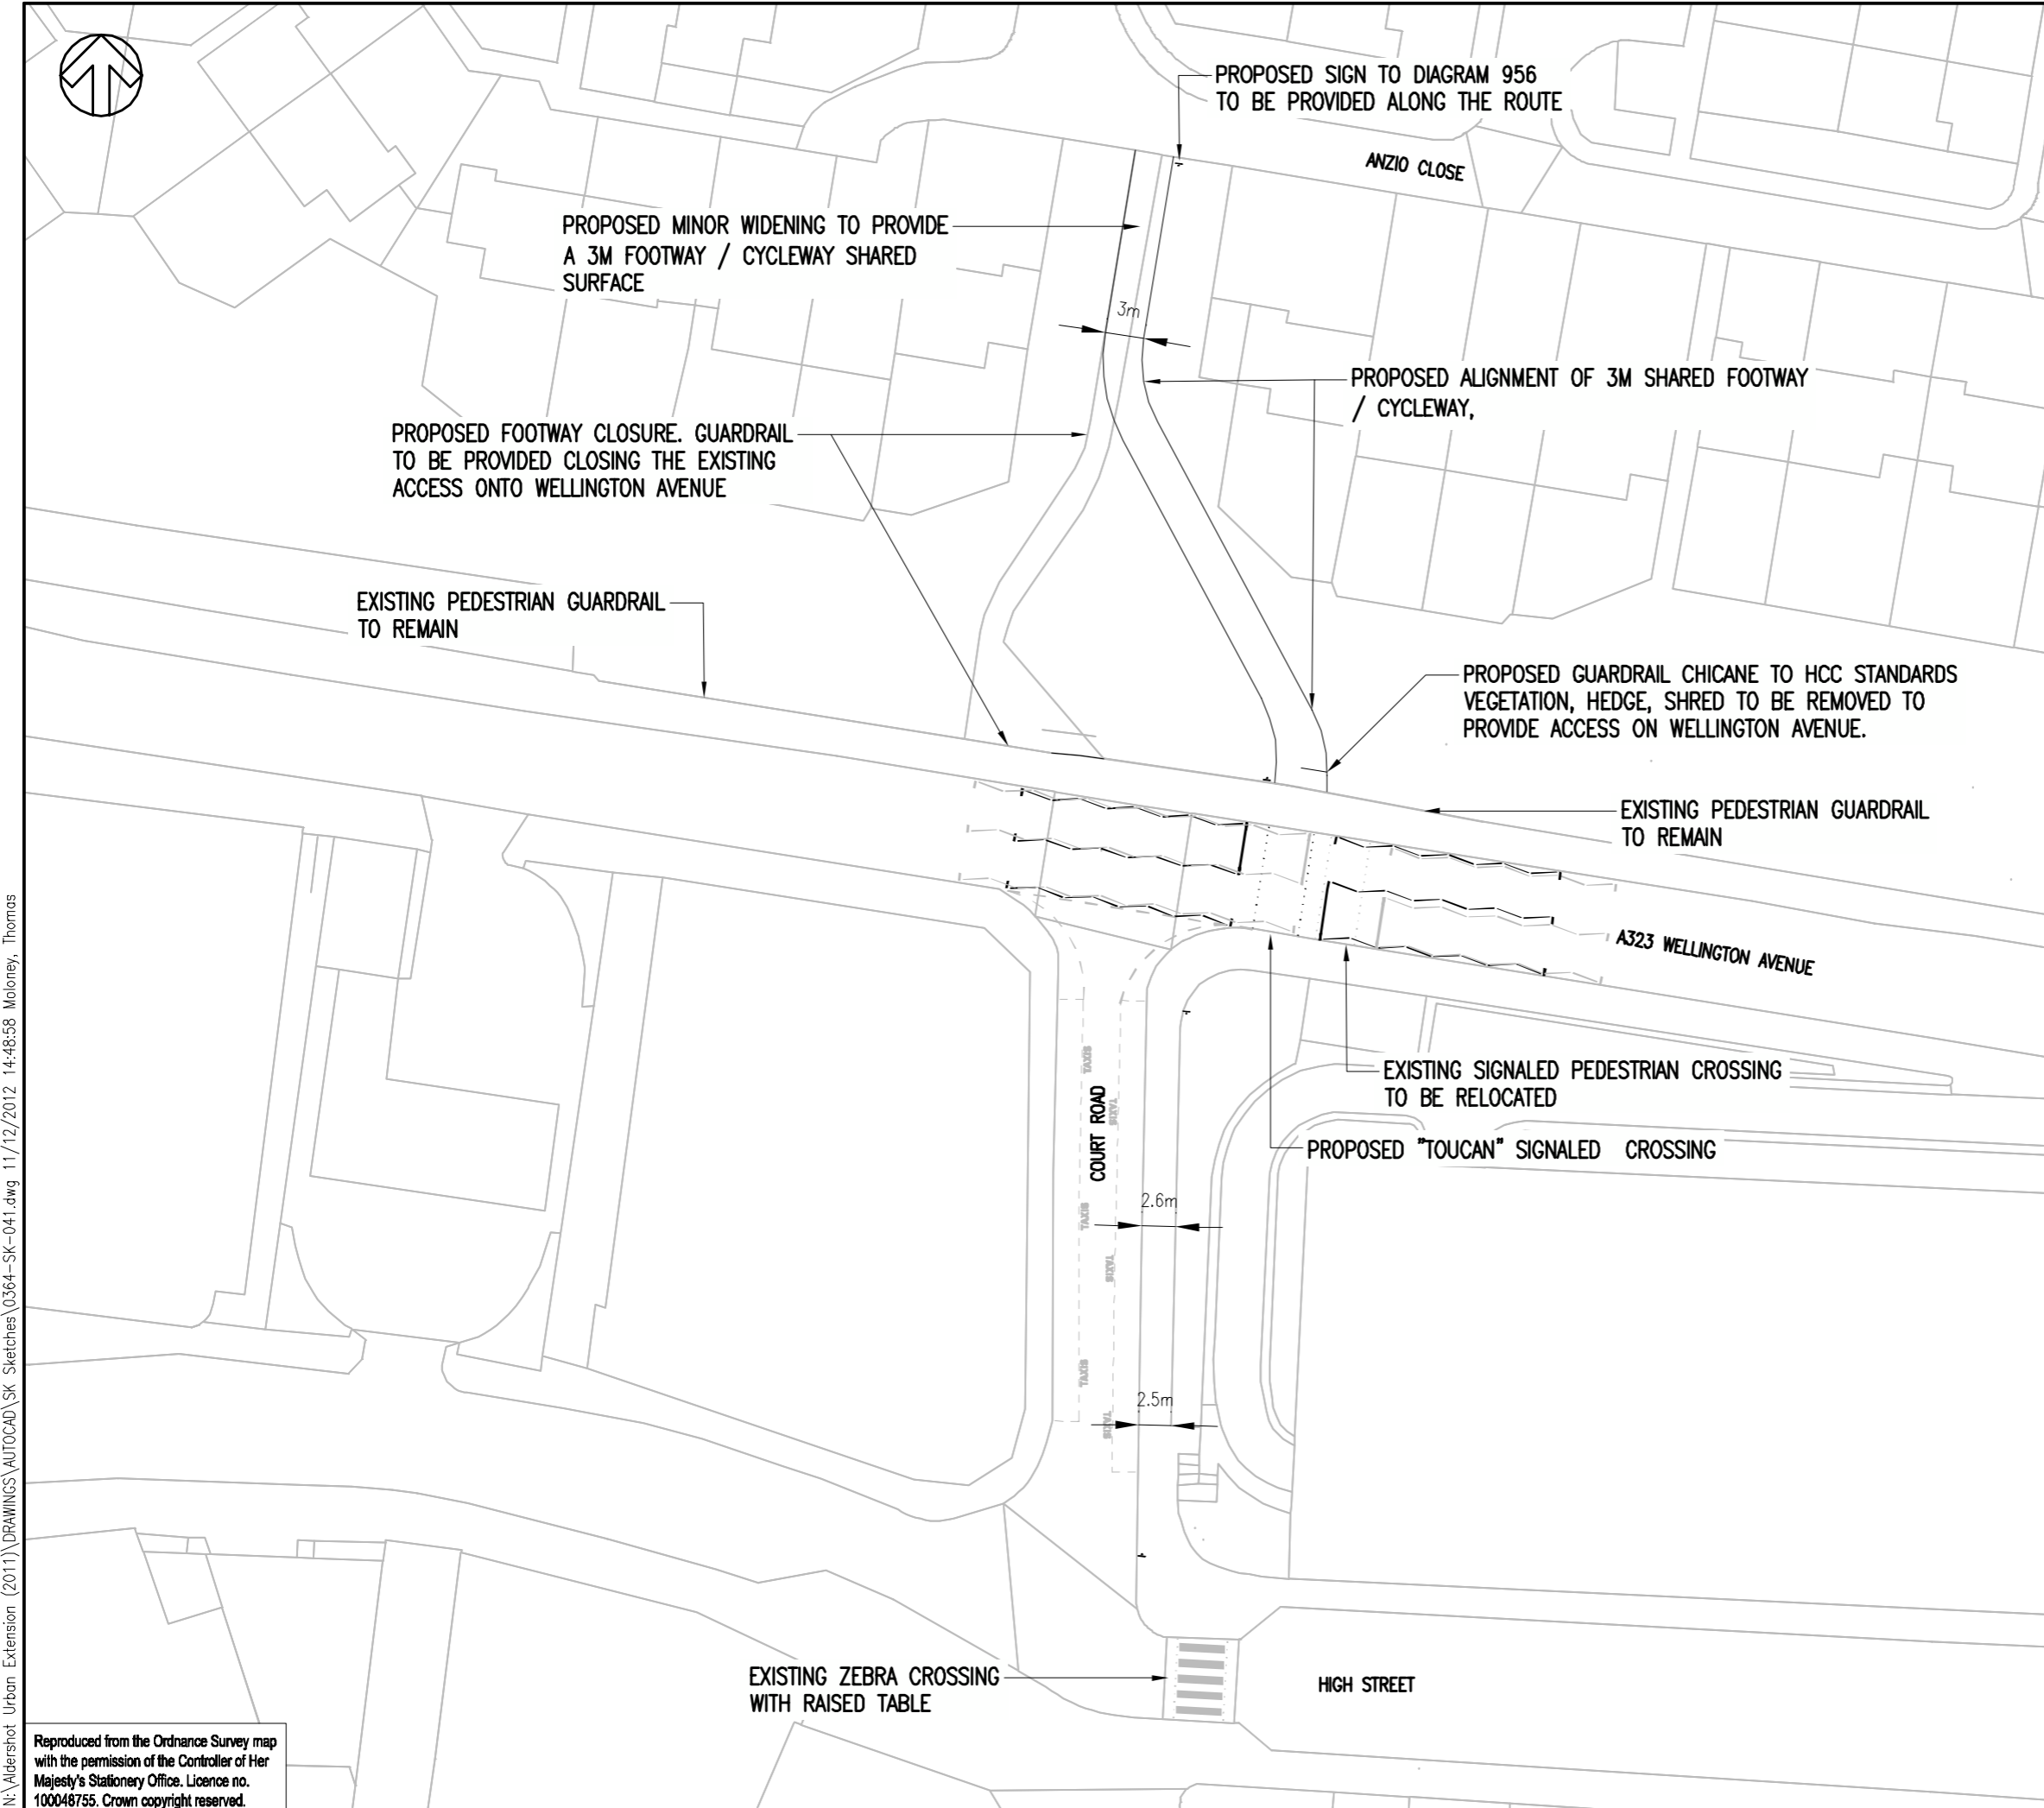 PROPOSED SIGN TO DIAGRAM 956
TO BE PROVIDED ALONG THE ROUTE
ANZIO CLOSE
PROPOSED MINOR WIDENING TO PROVIDE
A 3M FOOTWAY / CYCLEWAY SHARED
SURFACE
3m
PROPOSED ALIGNMENT OF 3M SHARED FOOTWAY
/ CYCLEWAY,
PROPOSED FOOTWAY CLOSURE. GUARDRAIL
TO BE PROVIDED CLOSING THE EXISTING
ACCESS ONTO WELLINGTON AVENUE
EXISTING PEDESTRIAN GUARDRAIL
TO REMAIN
PROPOSED GUARDRAIL CHICANE TO HCC STANDARDS
VEGETATION, HEDGE, SHRED TO BE REMOVED TO
PROVIDE ACCESS ON WELLINGTON AVENUE.
EXISTING PEDESTRIAN GUARDRAIL
TO REMAIN
A323 WELLINGTON AVENUE
EXISTING SIGNALED PEDESTRIAN CROSSING
TO BE RELOCATED
PROPOSED "TOUCAN" SIGNALED CROSSING
COURT ROAD
TAXIS
TAXIS
TAXIS
TAXIS
TAXIS
TAXIS
2.6m
2.5m
EXISTING ZEBRA CROSSING
WITH RAISED TABLE
HIGH STREET
Reproduced from the Ordnance Survey map
with the permission of the Controller of Her
Majesty's Stationery Office. Licence no.
100048755. Crown copyright reserved.
N:\Aldershot Urban Extension (2011)\DRAWINGS\AUTOCAD\SK Sketches\0364-SK-041.dwg 11/12/2012 14:48:58 Moloney, Thomas